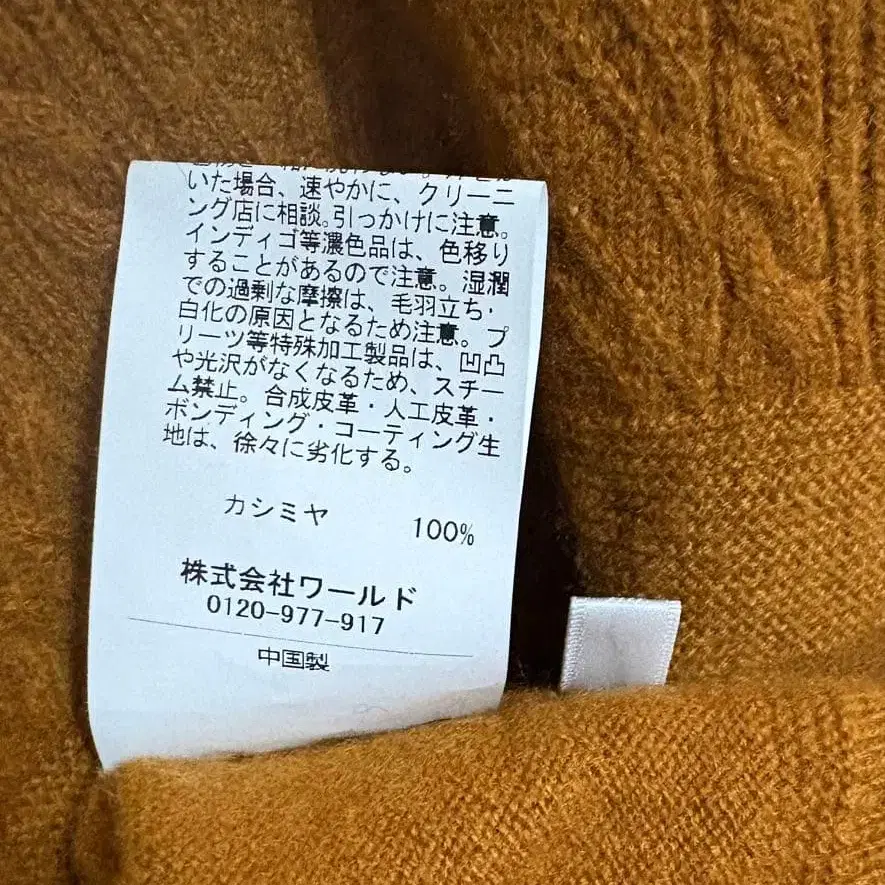 いた場合、速やかに、クリーニ
ング店に相談。引っかけに注意。
インディゴ等濃色品は、色移り
することがあるので注意。湿潤
での過剰な摩擦は、毛羽立ち・
白化の原因となるため注意。プ
リーツ等特殊加工製品は、凹凸
や光沢がなくなるため、スチー
ム禁止。合成皮革・人工皮革・
ボンディング・コーティング生
地は、徐々に劣化する。
カシミヤ 100%
株式会社ワールド
0120-977-917
中国製